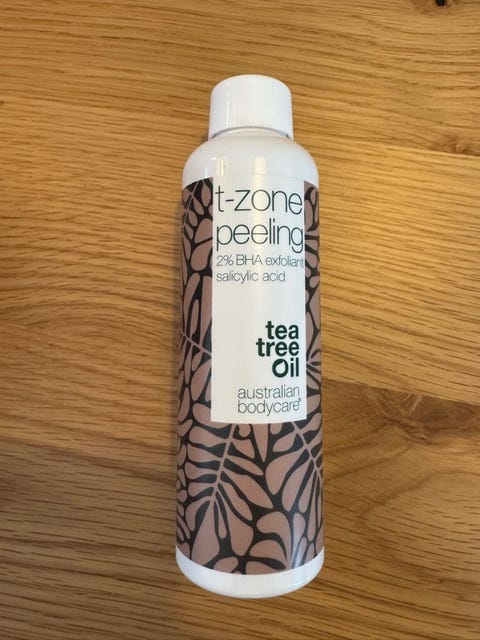 t-zone
peeling
2% BHA exfoliant
salicylic acid
tea
tree
Oil
australian
bodycare®